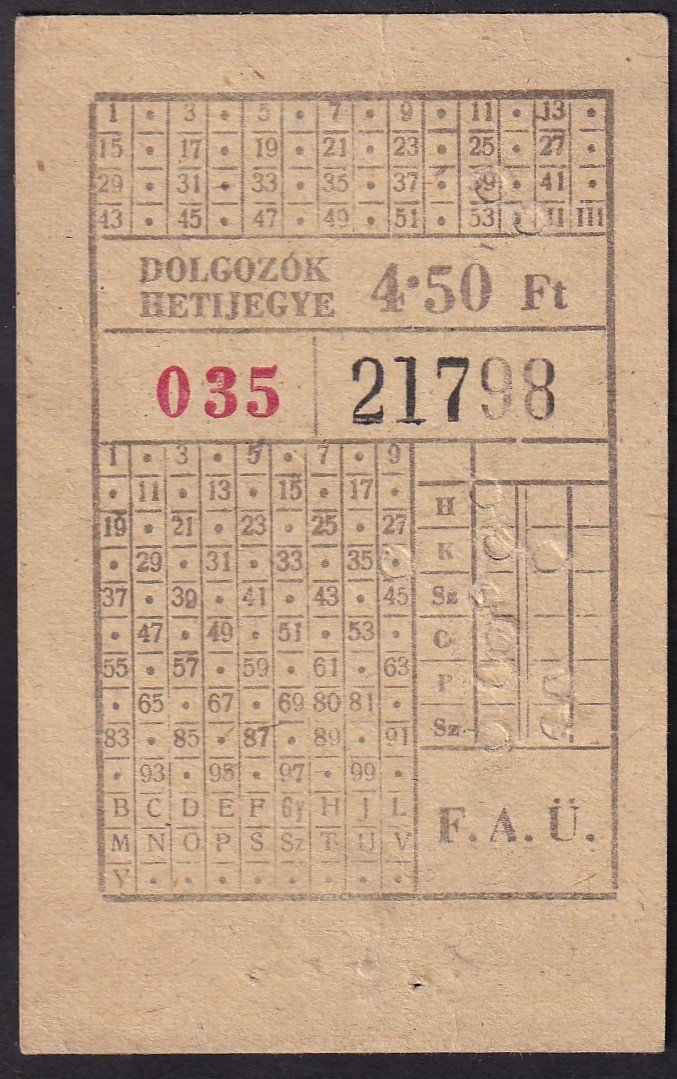 1 • 3 • 5 • 7 • 9 • 11 • 13 •
15 • 17 • 19 • 21 • 23 • 25 • 27 •
29 • 31 • 33 • 35 • 37 • 39 • 41 •
43 • 45 • 47 • 49 • 51 • 53 I II III
DOLGOZÓK
HETIJEGYE
4·50 Ft
035 21798
1 • 3 • 5 • 7 • 9
• 11 • 13 • 15 • 17 •
19 • 21 • 23 • 25 • 27
• 29 • 31 • 33 • 35 •
37 • 39 • 41 • 43 • 45
• 47 • 49 • 51 • 53 •
55 • 57 • 59 • 61 • 63
• 65 • 67 • 69 80 81 •
83 • 85 • 87 • 89 • 91
• 93 • 95 • 97 • 99 •
B C D E F Gy H J L
M N O P S Sz T U V
Y • • • • • • • •
H
K
Sz
C
P
Sz
F. A. Ü.